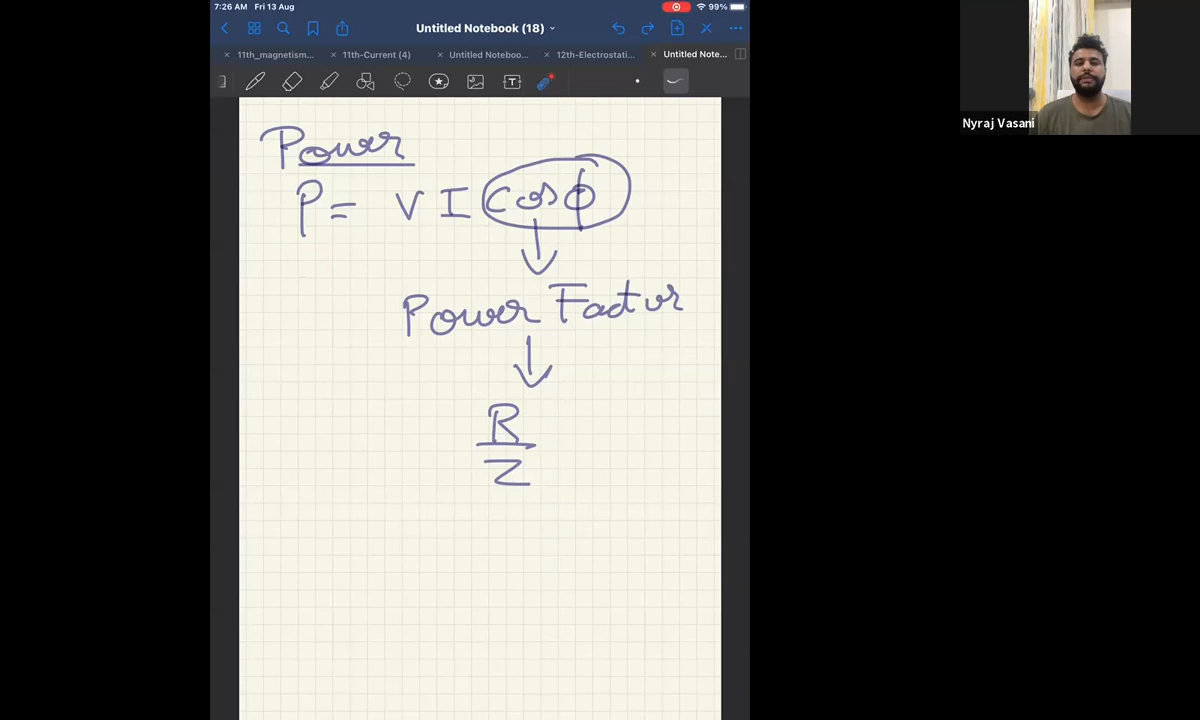 7:26 AM Fri 13 Aug
99%
Untitled Notebook (18)
11th_magnetism...
11th-Current (4)
Untitled Noteboo...
12th-Electrostati...
Untitled Note...
T
Nyraj Vasani
Power
P = V I Cos ϕ
Power Factor
R
Z